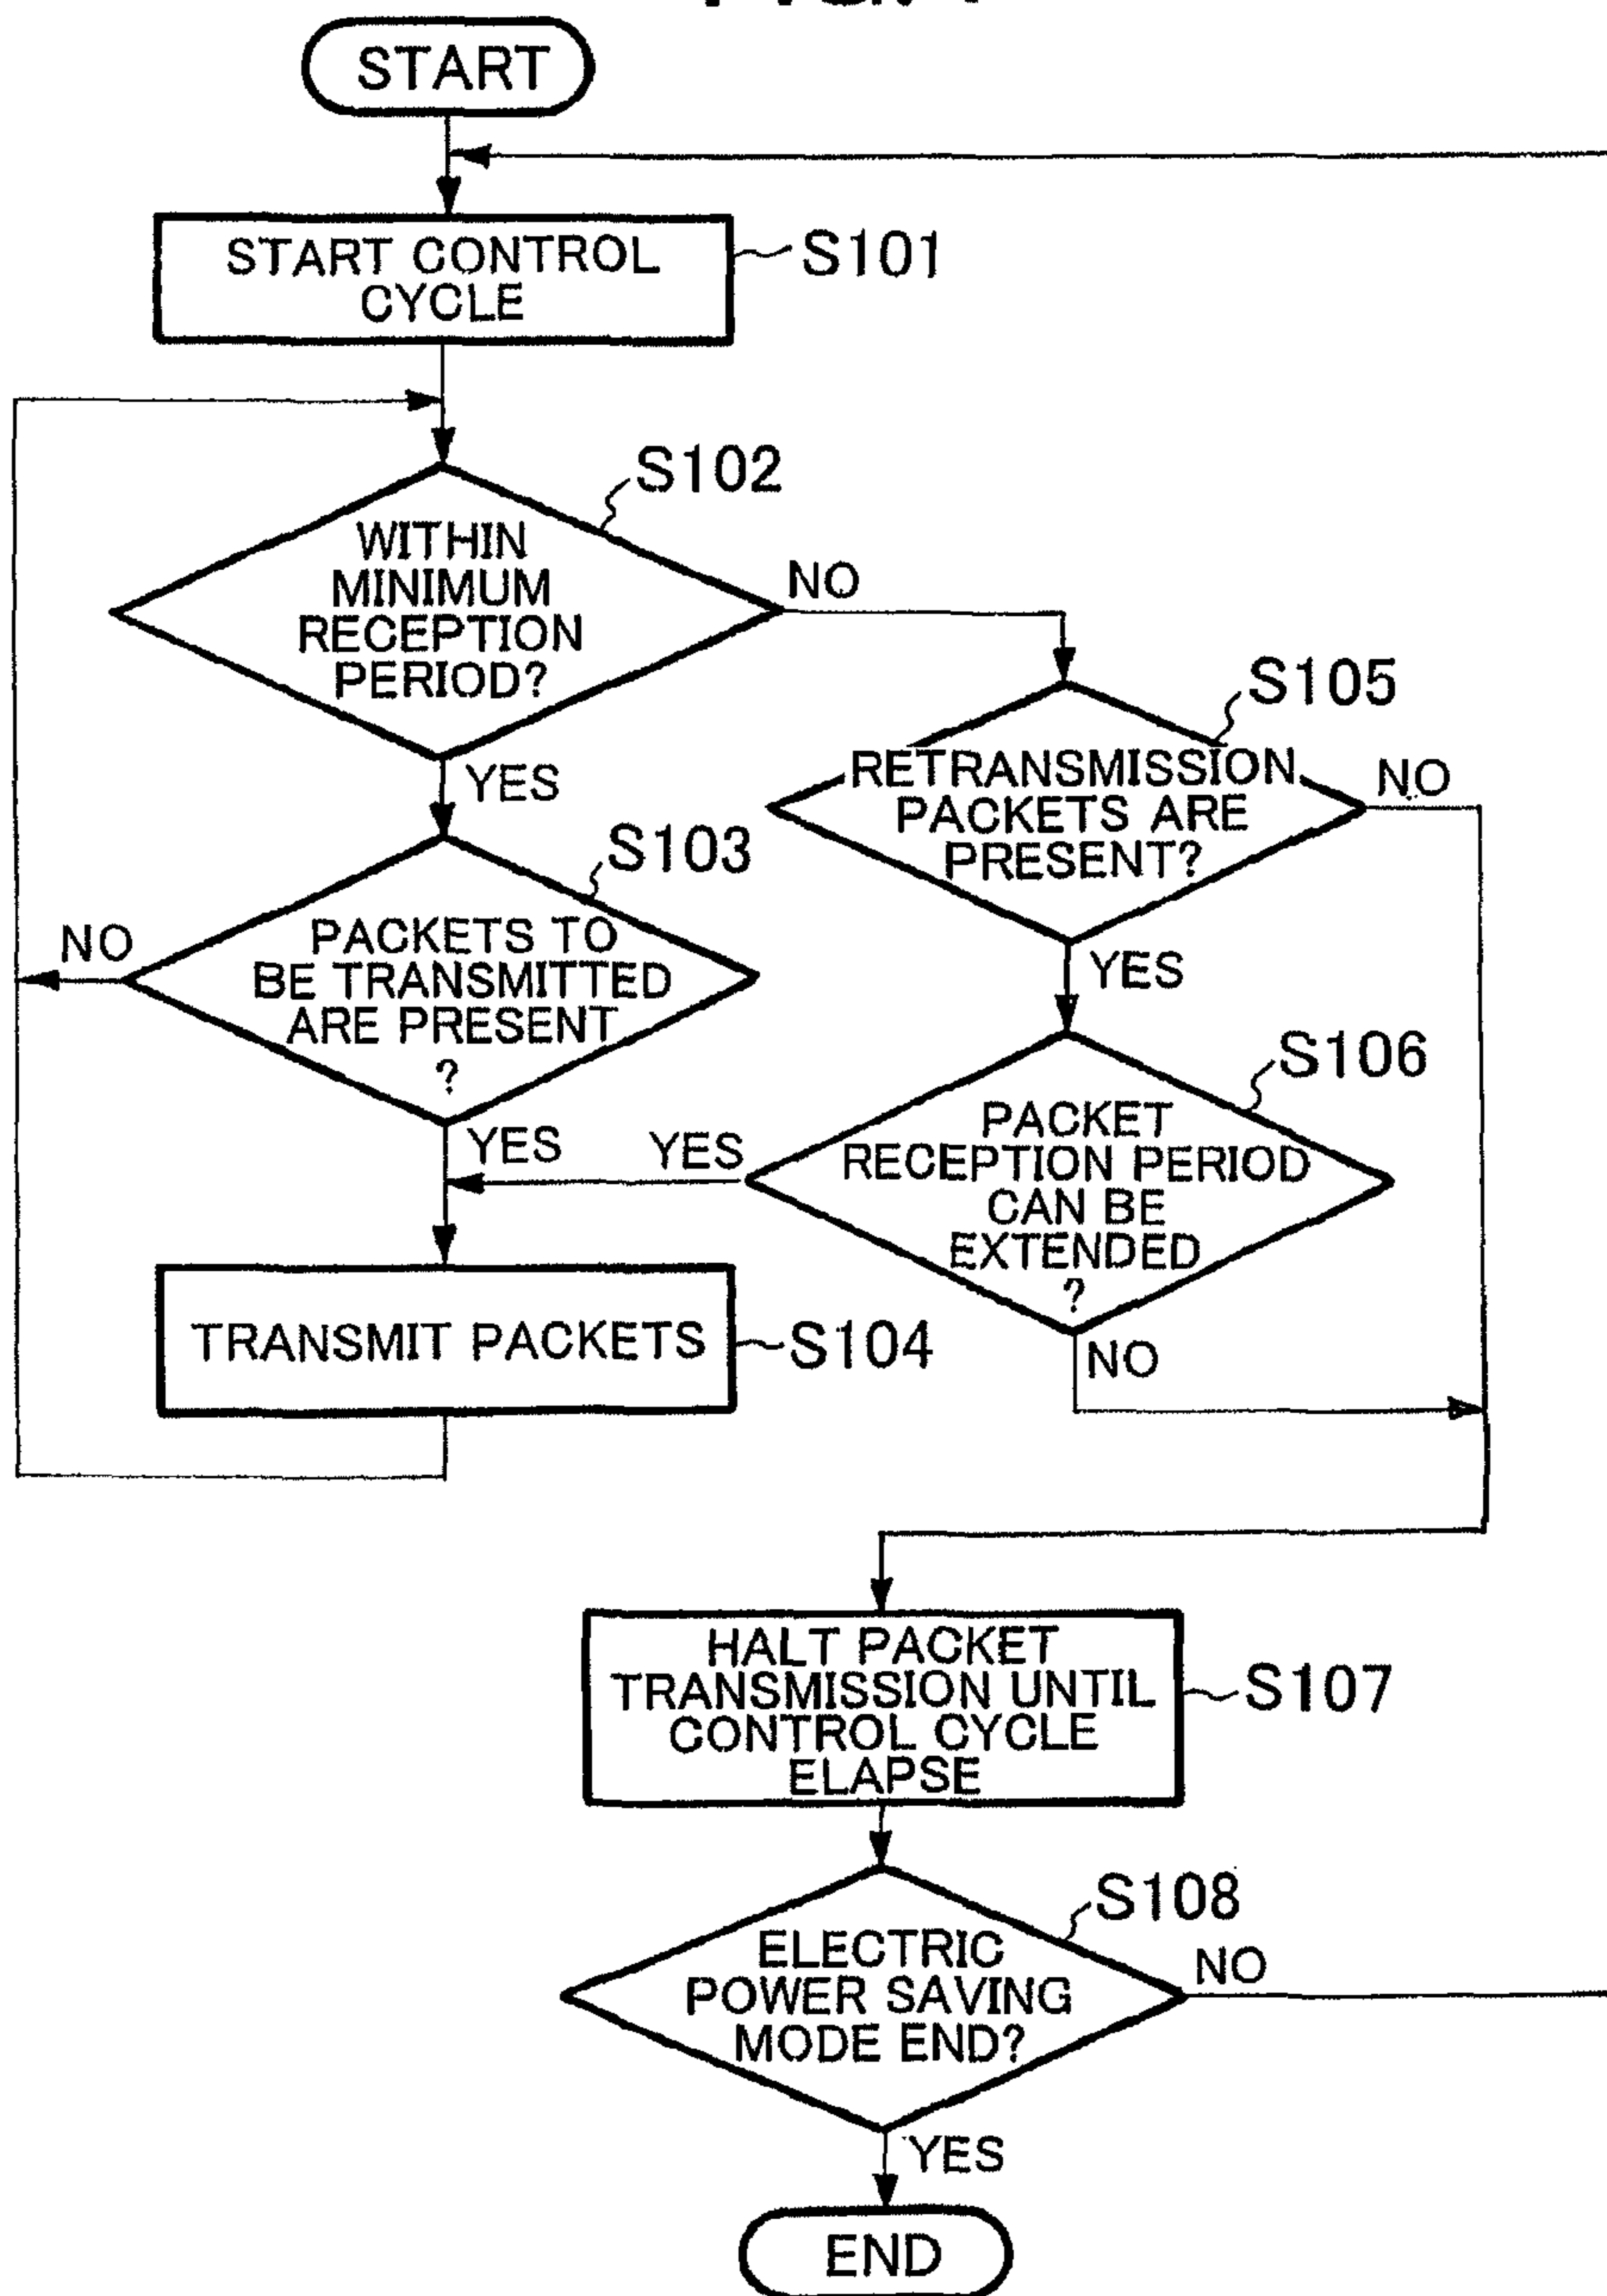 START
START CONTROL
CYCLE
S101
S102
WITHIN
MINIMUM
RECEPTION
PERIOD?
NO
YES
S105
RETRANSMISSION
PACKETS ARE
PRESENT?
NO
YES
S103
PACKETS TO
BE TRANSMITTED
ARE PRESENT
?
NO
YES
S106
PACKET
RECEPTION PERIOD
CAN BE
EXTENDED
?
YES
NO
TRANSMIT PACKETS
S104
HALT PACKET
TRANSMISSION UNTIL
CONTROL CYCLE
ELAPSE
S107
S108
ELECTRIC
POWER SAVING
MODE END?
NO
YES
END